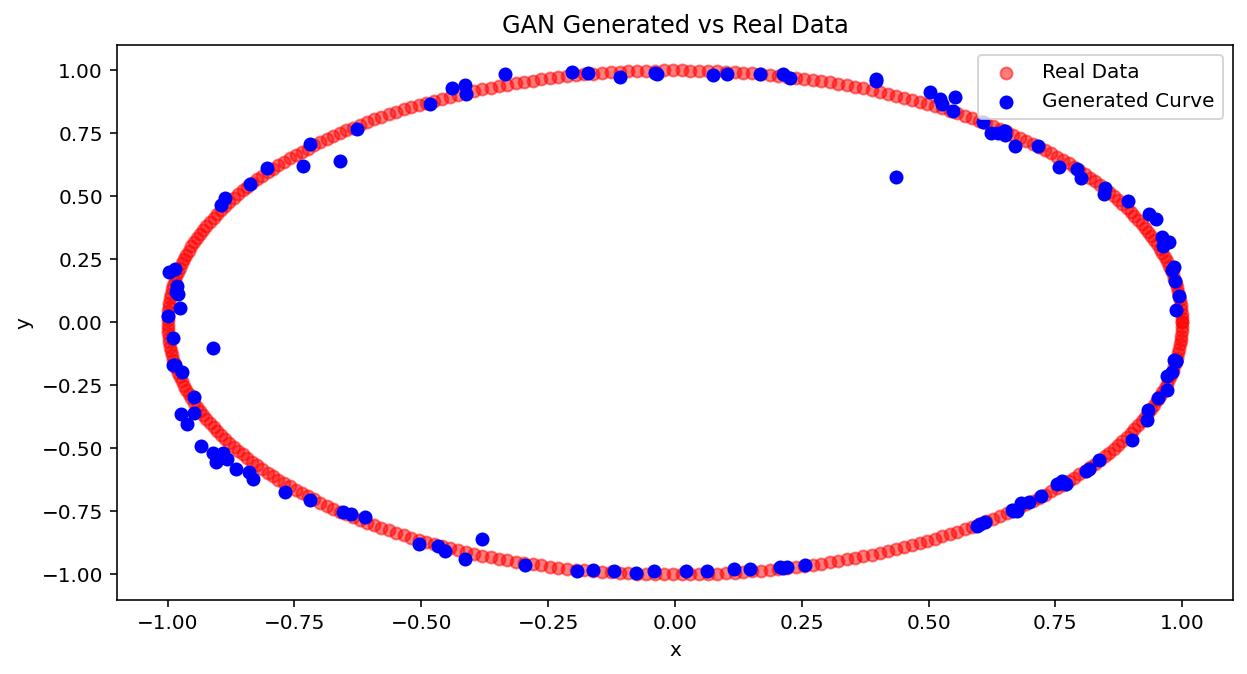 GAN Generated vs Real Data
Real Data
Generated Curve
1.00
0.75
0.50
0.25
0.00
−0.25
−0.50
−0.75
−1.00
y
−1.00 −0.75 −0.50 −0.25 0.00 0.25 0.50 0.75 1.00
x